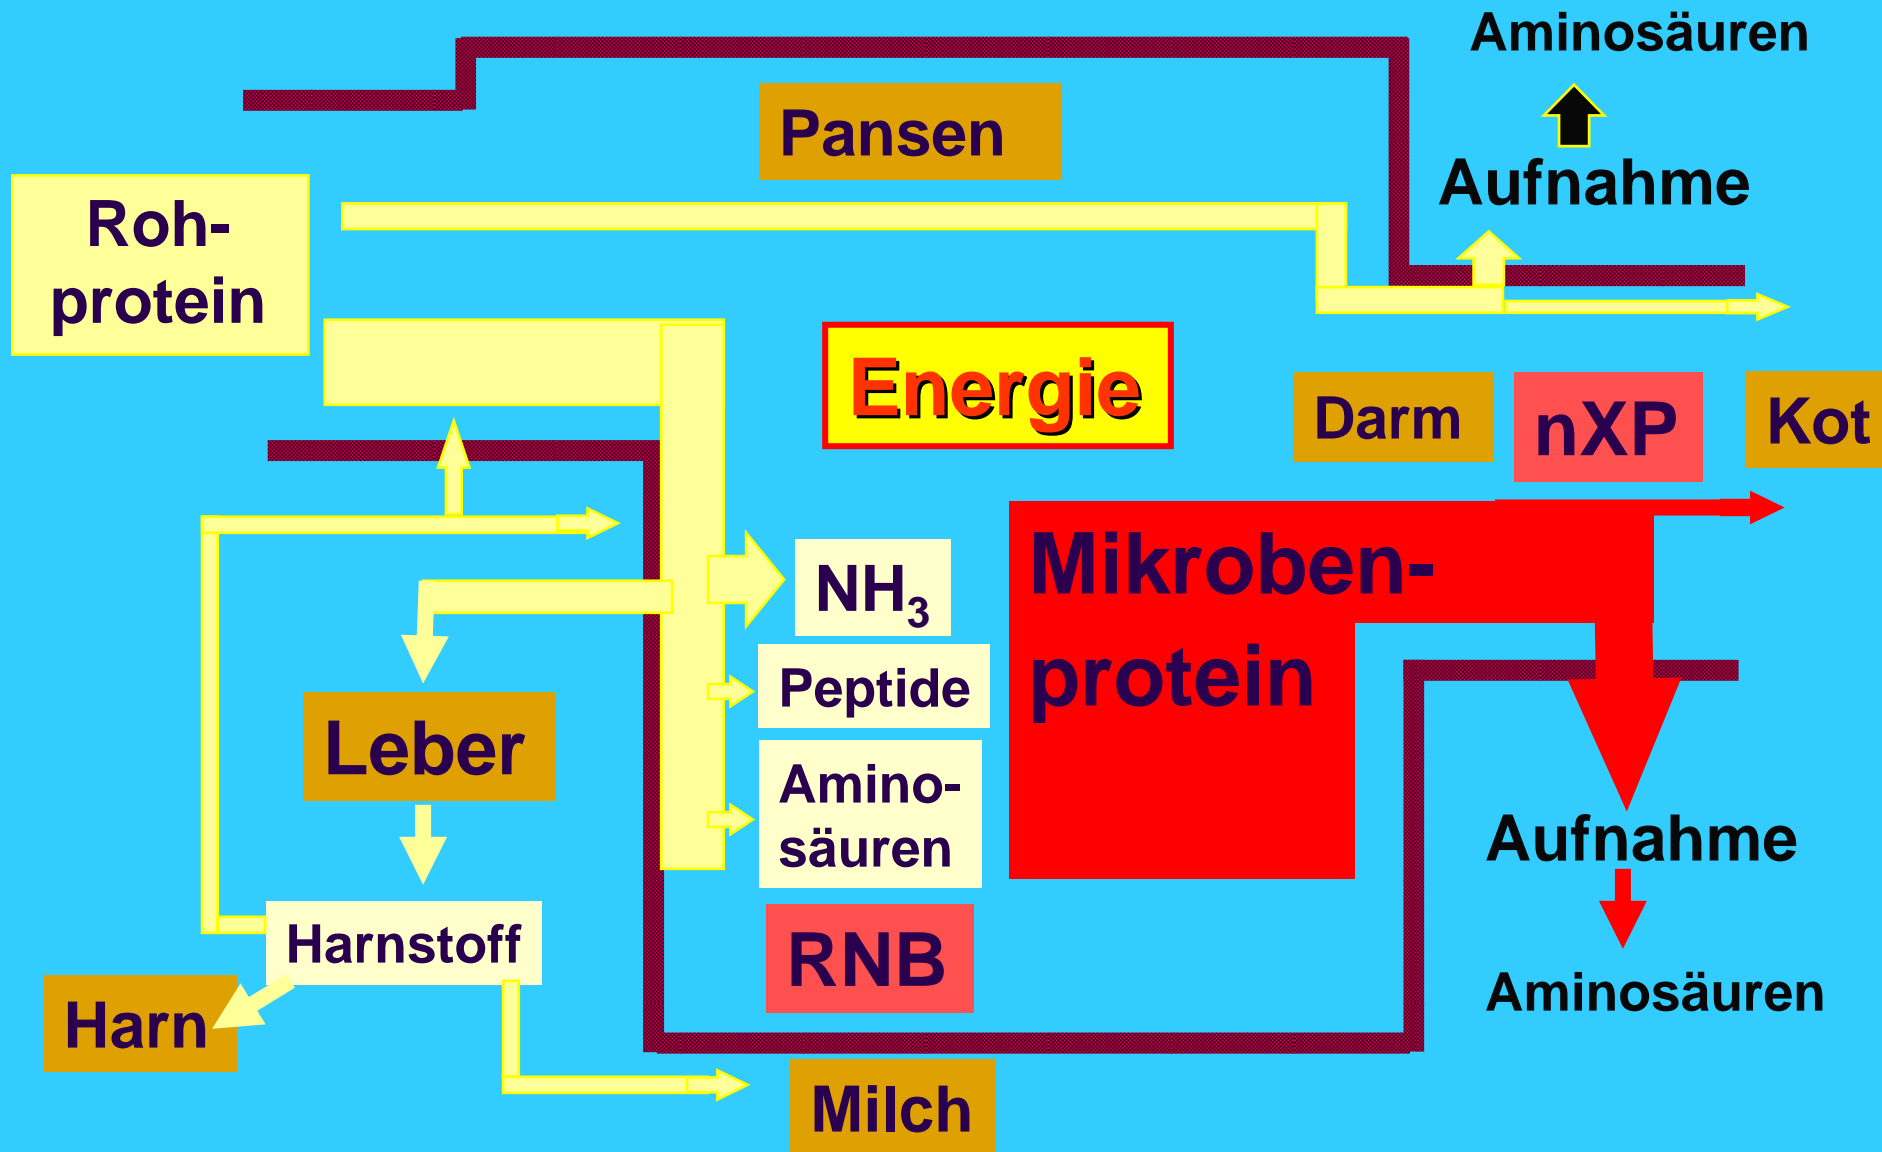 Aminosäuren
Pansen
Aufnahme
Roh-
protein
Energie
Darm
nXP
Kot
NH₃
Mikroben-
protein
Peptide
Leber
Amino-
säuren
Aufnahme
Harnstoff
RNB
Aminosäuren
Harn
Milch